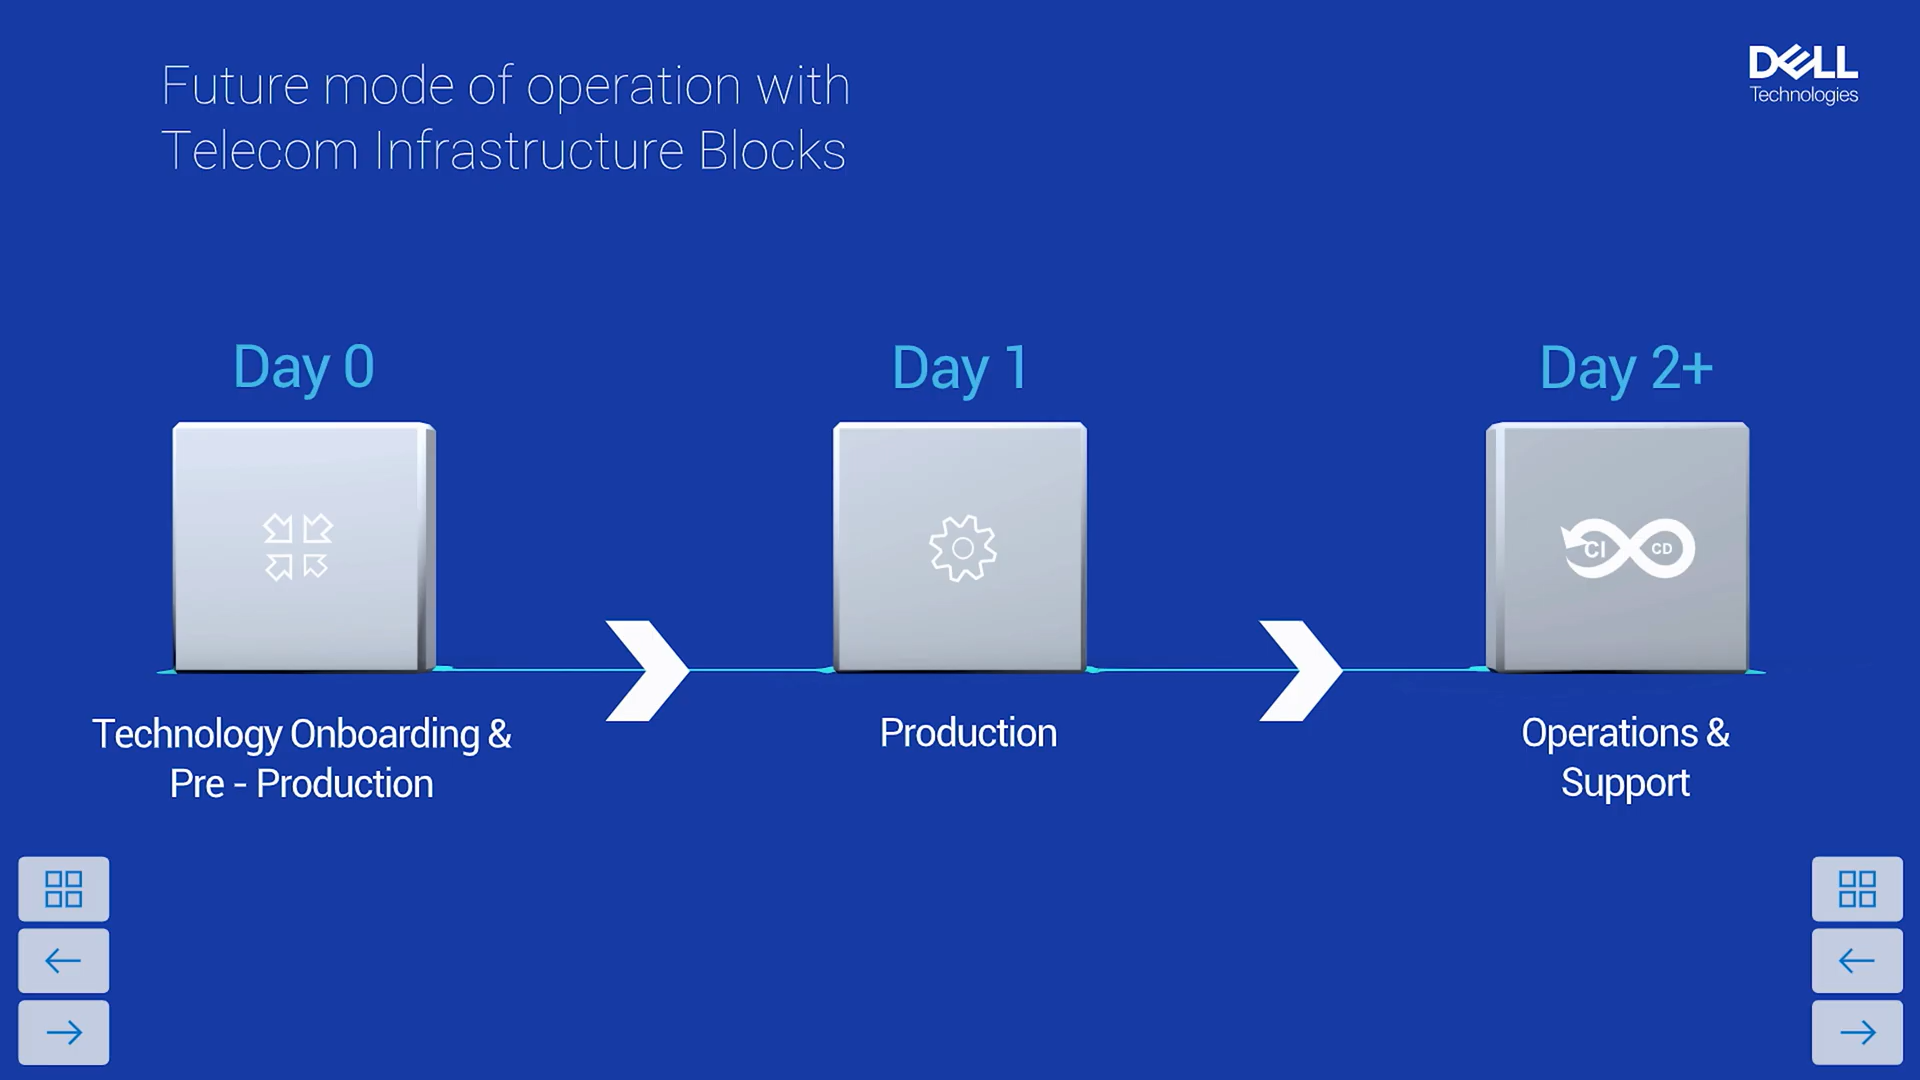 Future mode of operation with
Telecom Infrastructure Blocks
DELL
Technologies
Day 0
Day 1
Day 2+
CI
CD
Technology Onboarding &
Pre - Production
Production
Operations &
Support